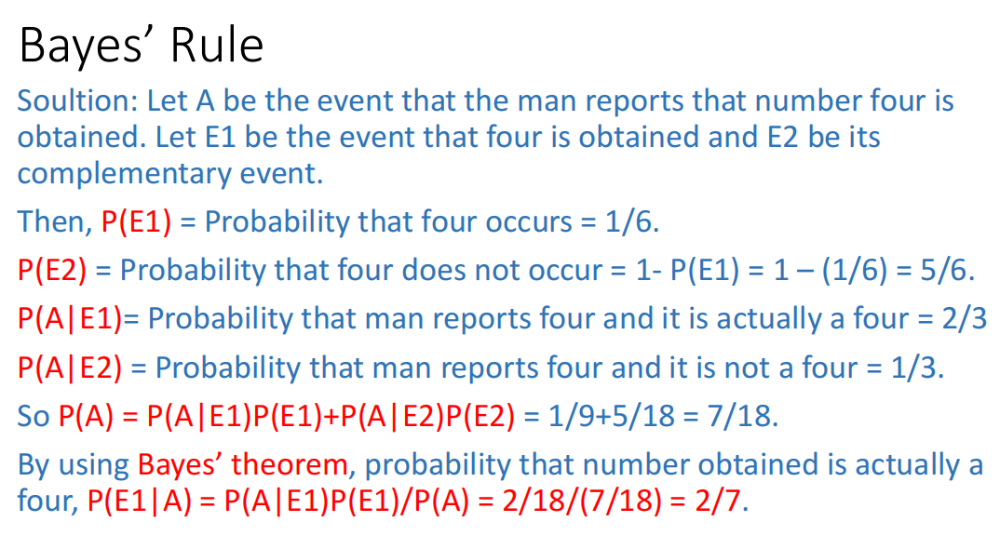 Bayes’ Rule
Soultion: Let A be the event that the man reports that number four is
obtained. Let E1 be the event that four is obtained and E2 be its
complementary event.
Then, P(E1) = Probability that four occurs = 1/6.
P(E2) = Probability that four does not occur = 1- P(E1) = 1 – (1/6) = 5/6.
P(A|E1)= Probability that man reports four and it is actually a four = 2/3
P(A|E2) = Probability that man reports four and it is not a four = 1/3.
So P(A) = P(A|E1)P(E1)+P(A|E2)P(E2) = 1/9+5/18 = 7/18.
By using Bayes’ theorem, probability that number obtained is actually a
four, P(E1|A) = P(A|E1)P(E1)/P(A) = 2/18/(7/18) = 2/7.